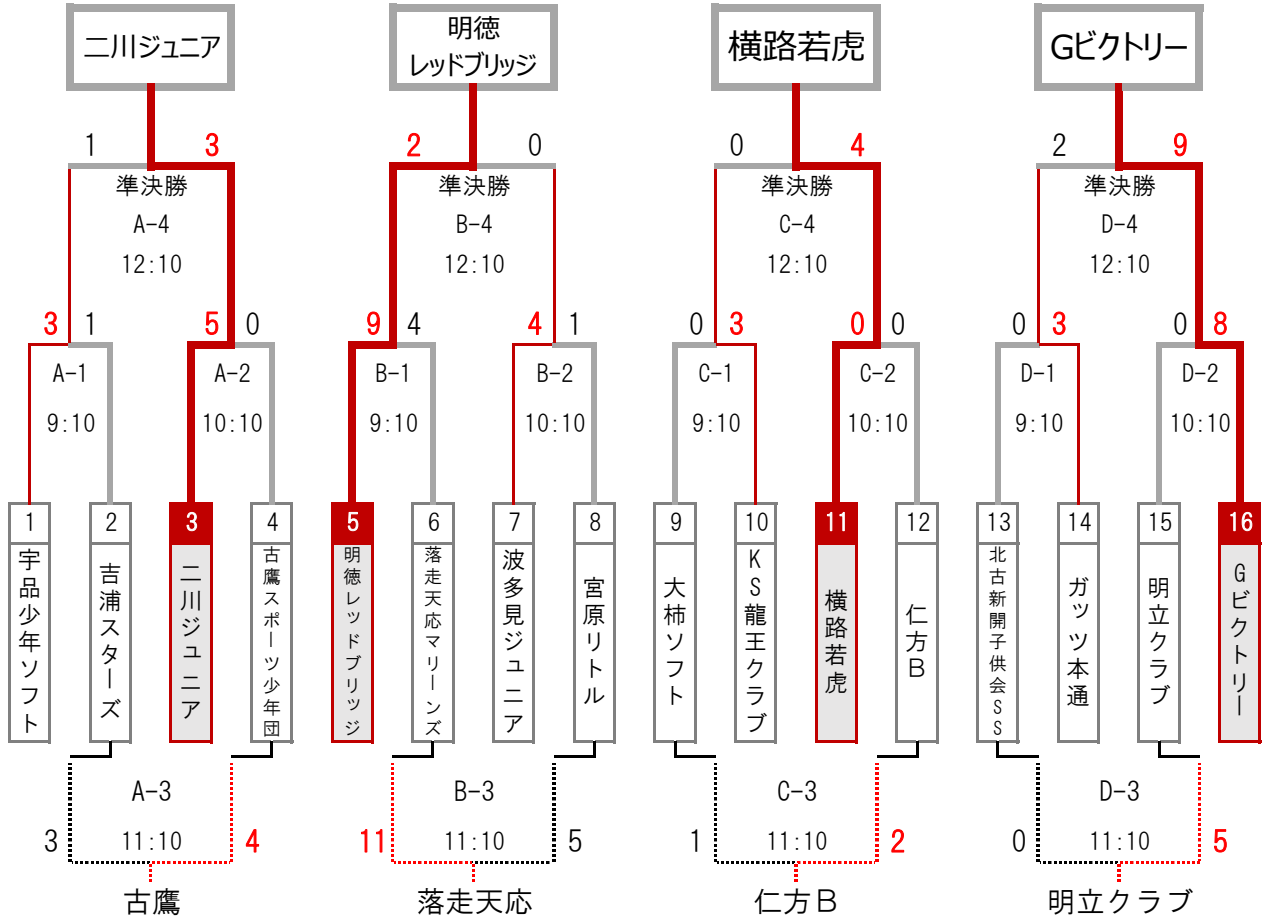 二川ジュニア
明徳
レッドブリッジ
横路若虎
Gビクトリー
1 3 2 0 0 4 2 9
準決勝 準決勝 準決勝 準決勝
A-4 B-4 C-4 D-4
12:10 12:10 12:10 12:10
3 1 5 0 9 4 4 1 0 3 0 0 0 3 0 8
A-1 A-2 B-1 B-2 C-1 C-2 D-1 D-2
9:10 10:10 9:10 10:10 9:10 10:10 9:10 10:10
1 2 3 4 5 6 7 8 9 10 11 12 13 14 15 16
宇品少年ソフト
吉浦スターズ
二川ジュニア
古鷹スポーツ少年団
明徳レッドブリッジ
落走天応マリーンズ
波多見ジュニア
宮原リトル
大柿ソフト
KS龍王クラブ
横路若虎
仁方B
北古新開子供会SS
ガッツ本通
明立クラブ
Gビクトリー
A-3 B-3 C-3 D-3
3 11:10 4 11 11:10 5 1 11:10 2 0 11:10 5
古鷹 落走天応 仁方B 明立クラブ